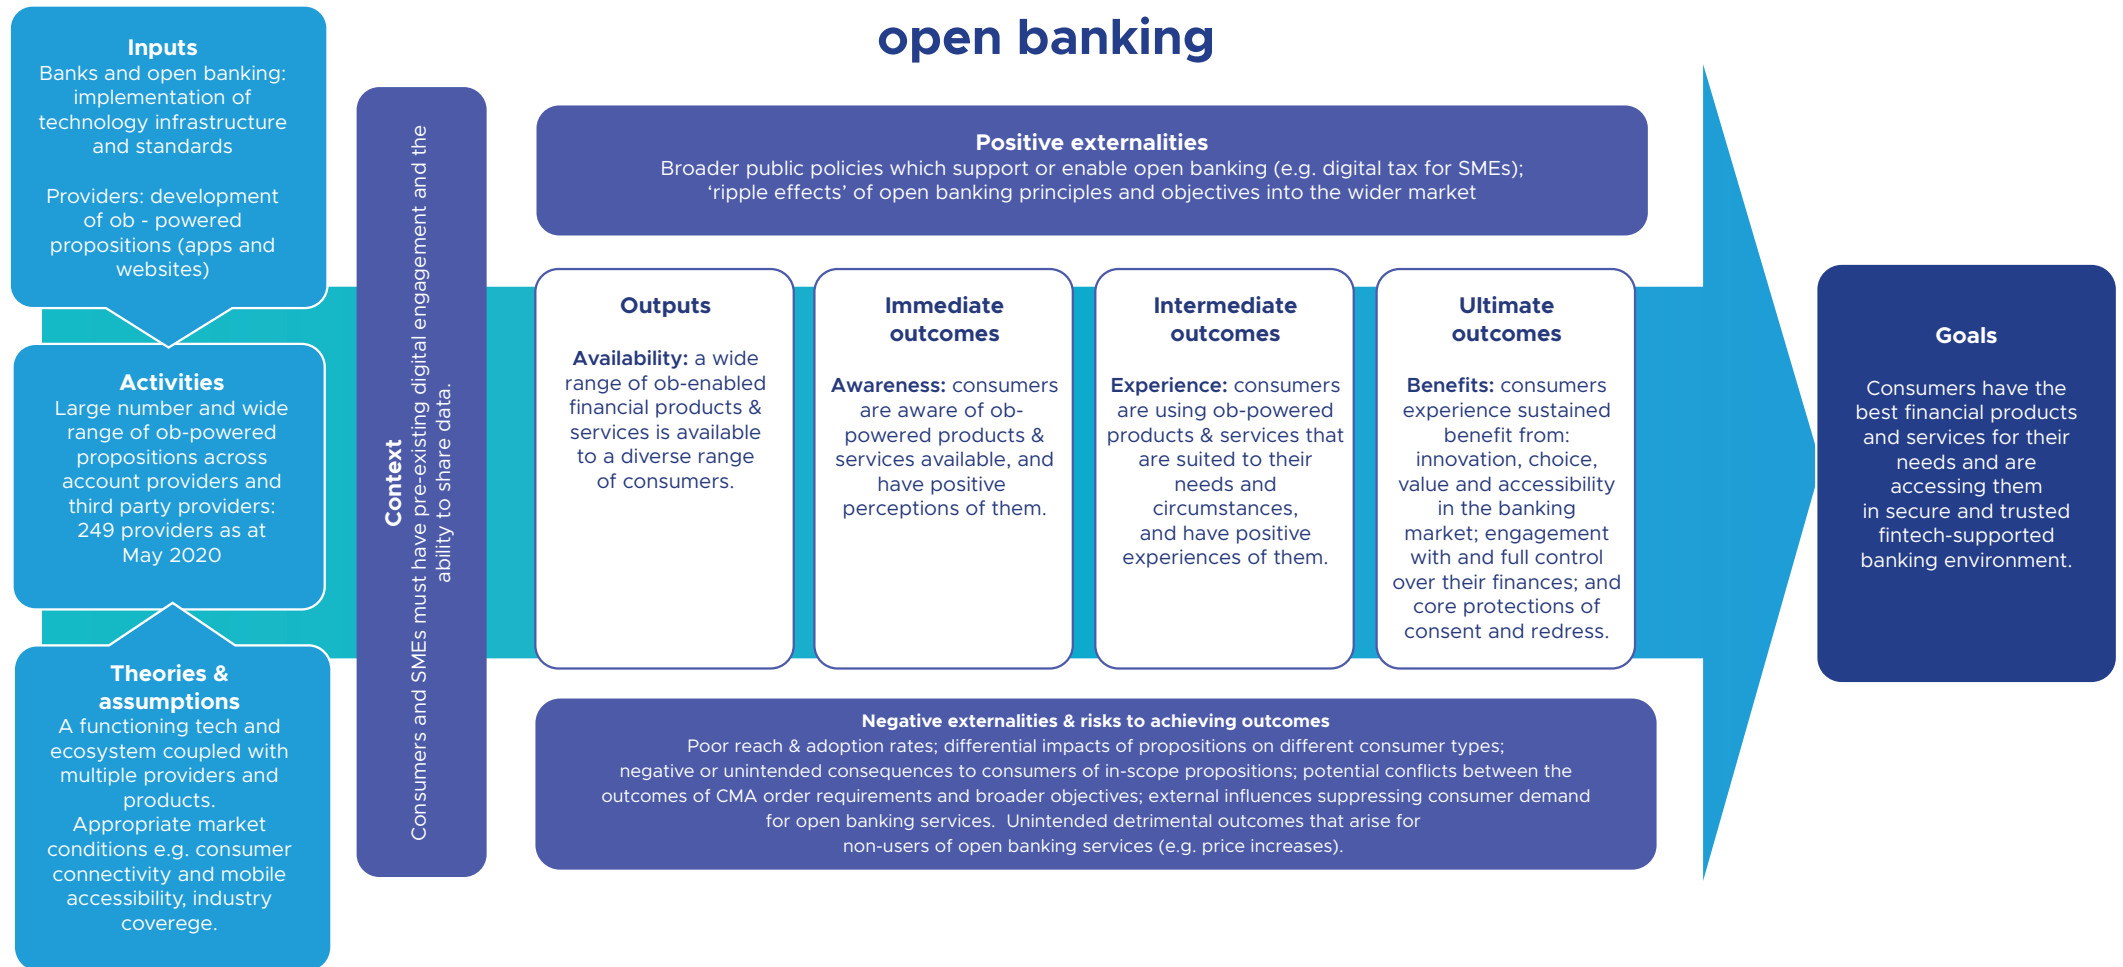 open banking
Inputs
Banks and open banking:
implementation of
technology infrastructure
and standards
Providers: development
of ob - powered
propositions (apps and
websites)
Activities
Large number and wide
range of ob-powered
propositions across
account providers and
third party providers:
249 providers as at
May 2020
Theories &
assumptions
A functioning tech and
ecosystem coupled with
multiple providers and
products.
Appropriate market
conditions e.g. consumer
connectivity and mobile
accessibility, industry
coverege.
Context
Consumers and SMEs must have pre-existing digital engagement and the
ability to share data.
Positive externalities
Broader public policies which support or enable open banking (e.g. digital tax for SMEs);
‘ripple effects’ of open banking principles and objectives into the wider market
Outputs
Availability: a wide
range of ob-enabled
financial products &
services is available
to a diverse range
of consumers.
Immediate
outcomes
Awareness: consumers
are aware of ob-
powered products &
services available, and
have positive
perceptions of them.
Intermediate
outcomes
Experience: consumers
are using ob-powered
products & services that
are suited to their
needs and
circumstances,
and have positive
experiences of them.
Ultimate
outcomes
Benefits: consumers
experience sustained
benefit from:
innovation, choice,
value and accessibility
in the banking
market; engagement
with and full control
over their finances; and
core protections of
consent and redress.
Negative externalities & risks to achieving outcomes
Poor reach & adoption rates; differential impacts of propositions on different consumer types;
negative or unintended consequences to consumers of in-scope propositions; potential conflicts between the
outcomes of CMA order requirements and broader objectives; external influences suppressing consumer demand
for open banking services.  Unintended detrimental outcomes that arise for
non-users of open banking services (e.g. price increases).
Goals
Consumers have the
best financial products
and services for their
needs and are
accessing them
in secure and trusted
fintech-supported
banking environment.